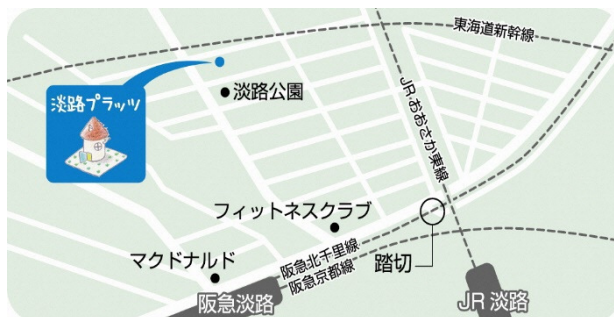 東海道新幹線
淡路プラッツ
淡路公園
JRおおさか東線
フィットネスクラブ
マクドナルド
阪急北千里線
阪急京都線
踏切
阪急淡路
JR淡路